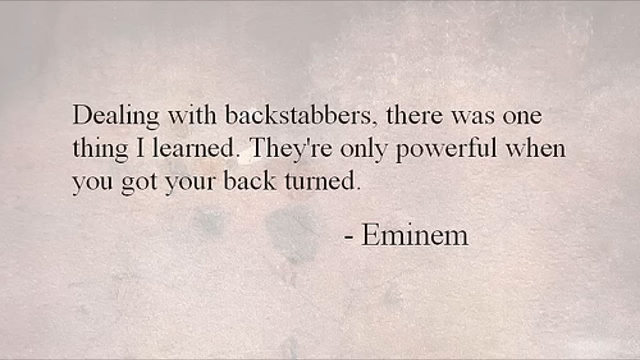 Dealing with backstabbers, there was one
thing I learned. They're only powerful when
you got your back turned.
- Eminem